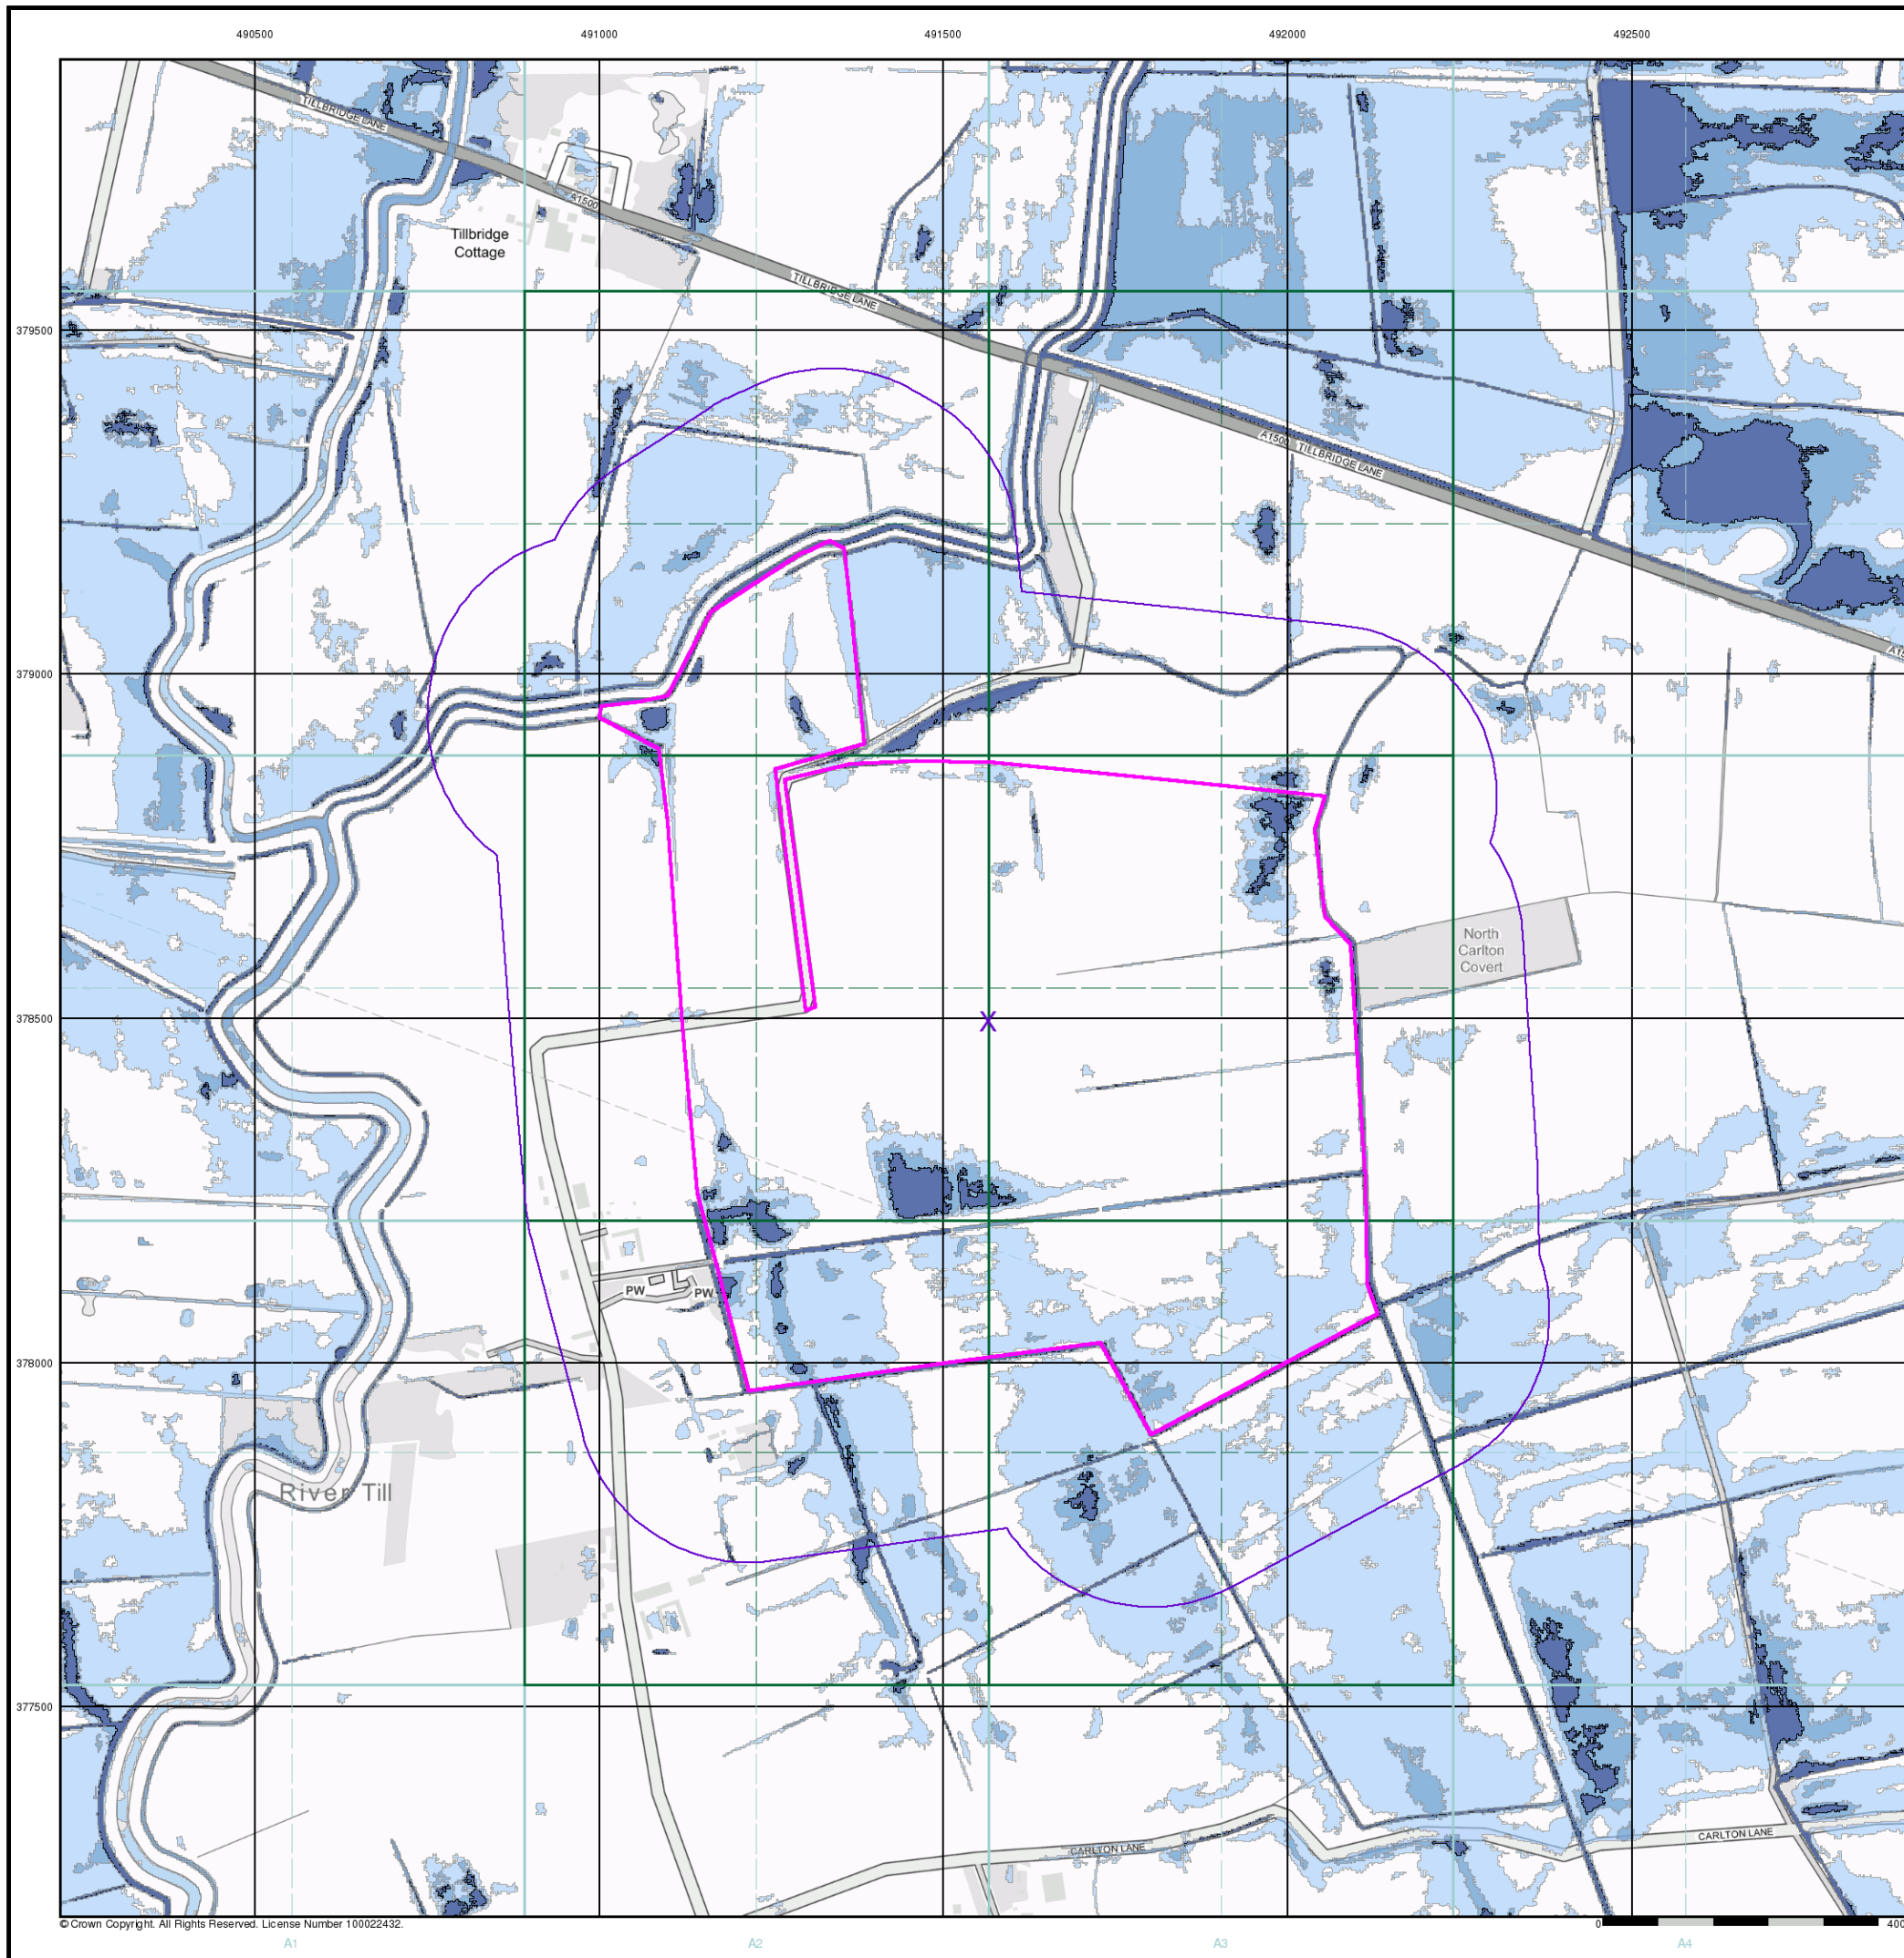 490500 491000 491500 492000 492500
TILLBRIDGE LANE
A1500
Tillbridge
Cottage
TILLBRIDGE LANE
379500
A1500 TILLBRIDGE LANE
A15
379000
North
Carlton
Covert
378500
X
PW
PW
378000
River Till
377500
CARLTON LANE
CARLTON LANE
© Crown Copyright. All Rights Reserved. License Number 100022432.
0 400
A1 A2 A3 A4